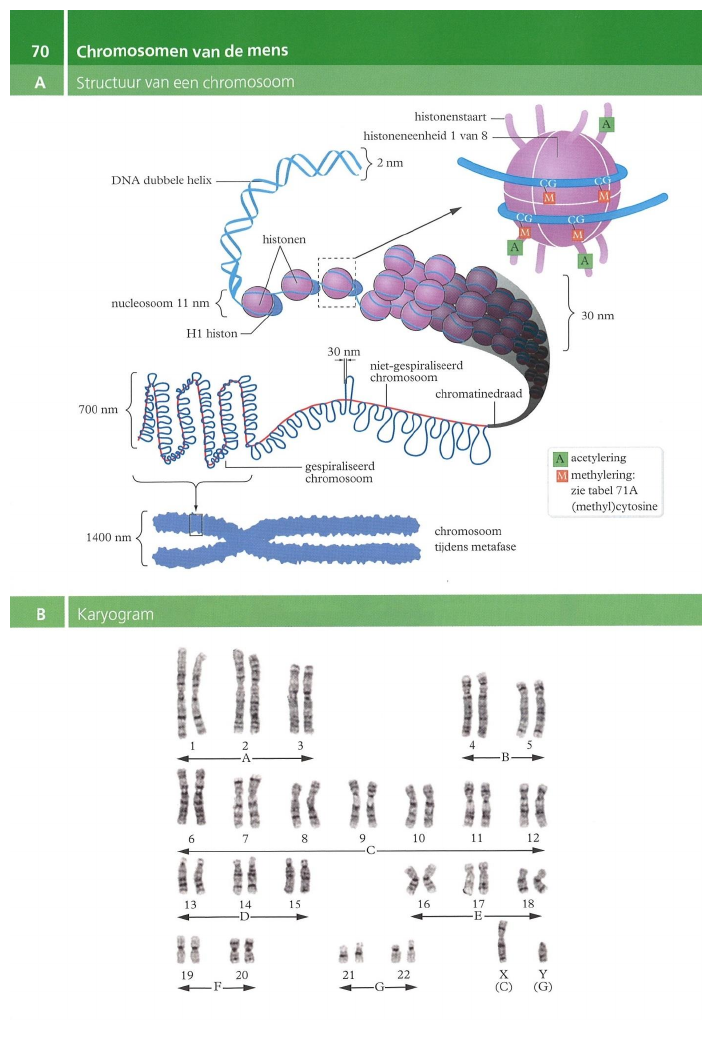 70 Chromosomen van de mens
A Structuur van een chromosoom
histonenstaart
A
histoneneenheid 1 van 8
2 nm
DNA dubbele helix
CG
CG
M
M
CG
CG
M
M
A
A
histonen
nucleosoom 11 nm
H1 histon
30 nm
30 nm
niet-gespiraliseerd
chromosoom
chromatinedraad
700 nm
gespiraliseerd
chromosoom
A acetylering
M methylering:
zie tabel 71A
(methyl)cytosine
1400 nm
chromosoom
tijdens metafase
B Karyogram
1 2 3 4 5
A B
6 7 8 9 10 11 12
C
13 14 15 16 17 18
D E
19 20 21 22 X Y
F G (C) (G)